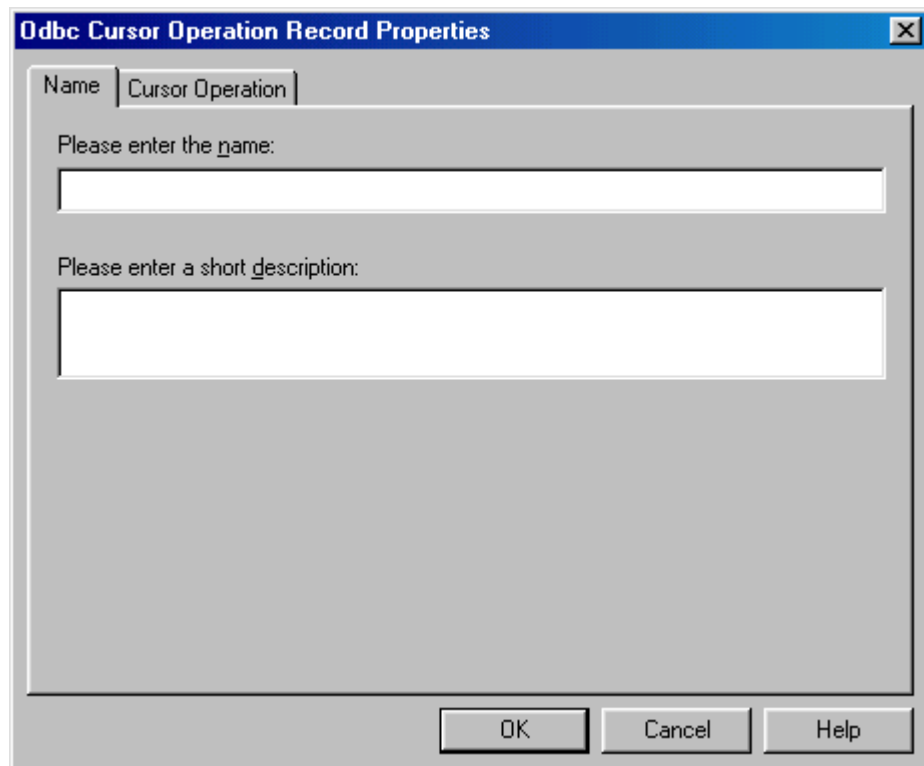 Odbc Cursor Operation Record Properties
Name
Cursor Operation
Please enter the name:
Please enter a short description:
OK
Cancel
Help